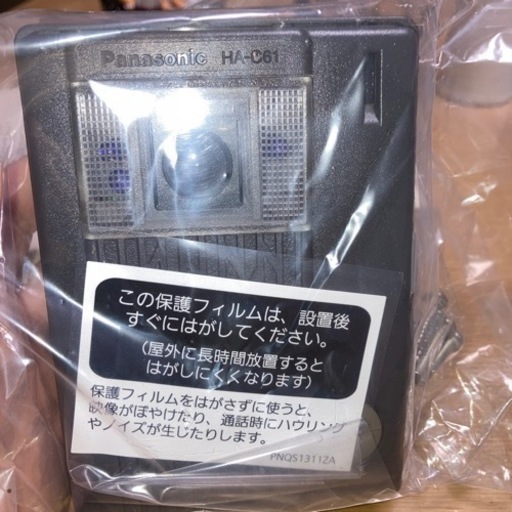 Panasonic HA-C61
この保護フィルムは、設置後
すぐにはがしてください。
(屋外に長時間放置すると
はがしにくくなります)
保護フィルムをはがさずに使うと、
映像がぼやけたり、通話時にハウリング
やノイズが生じたりします。
PNQS1311ZA